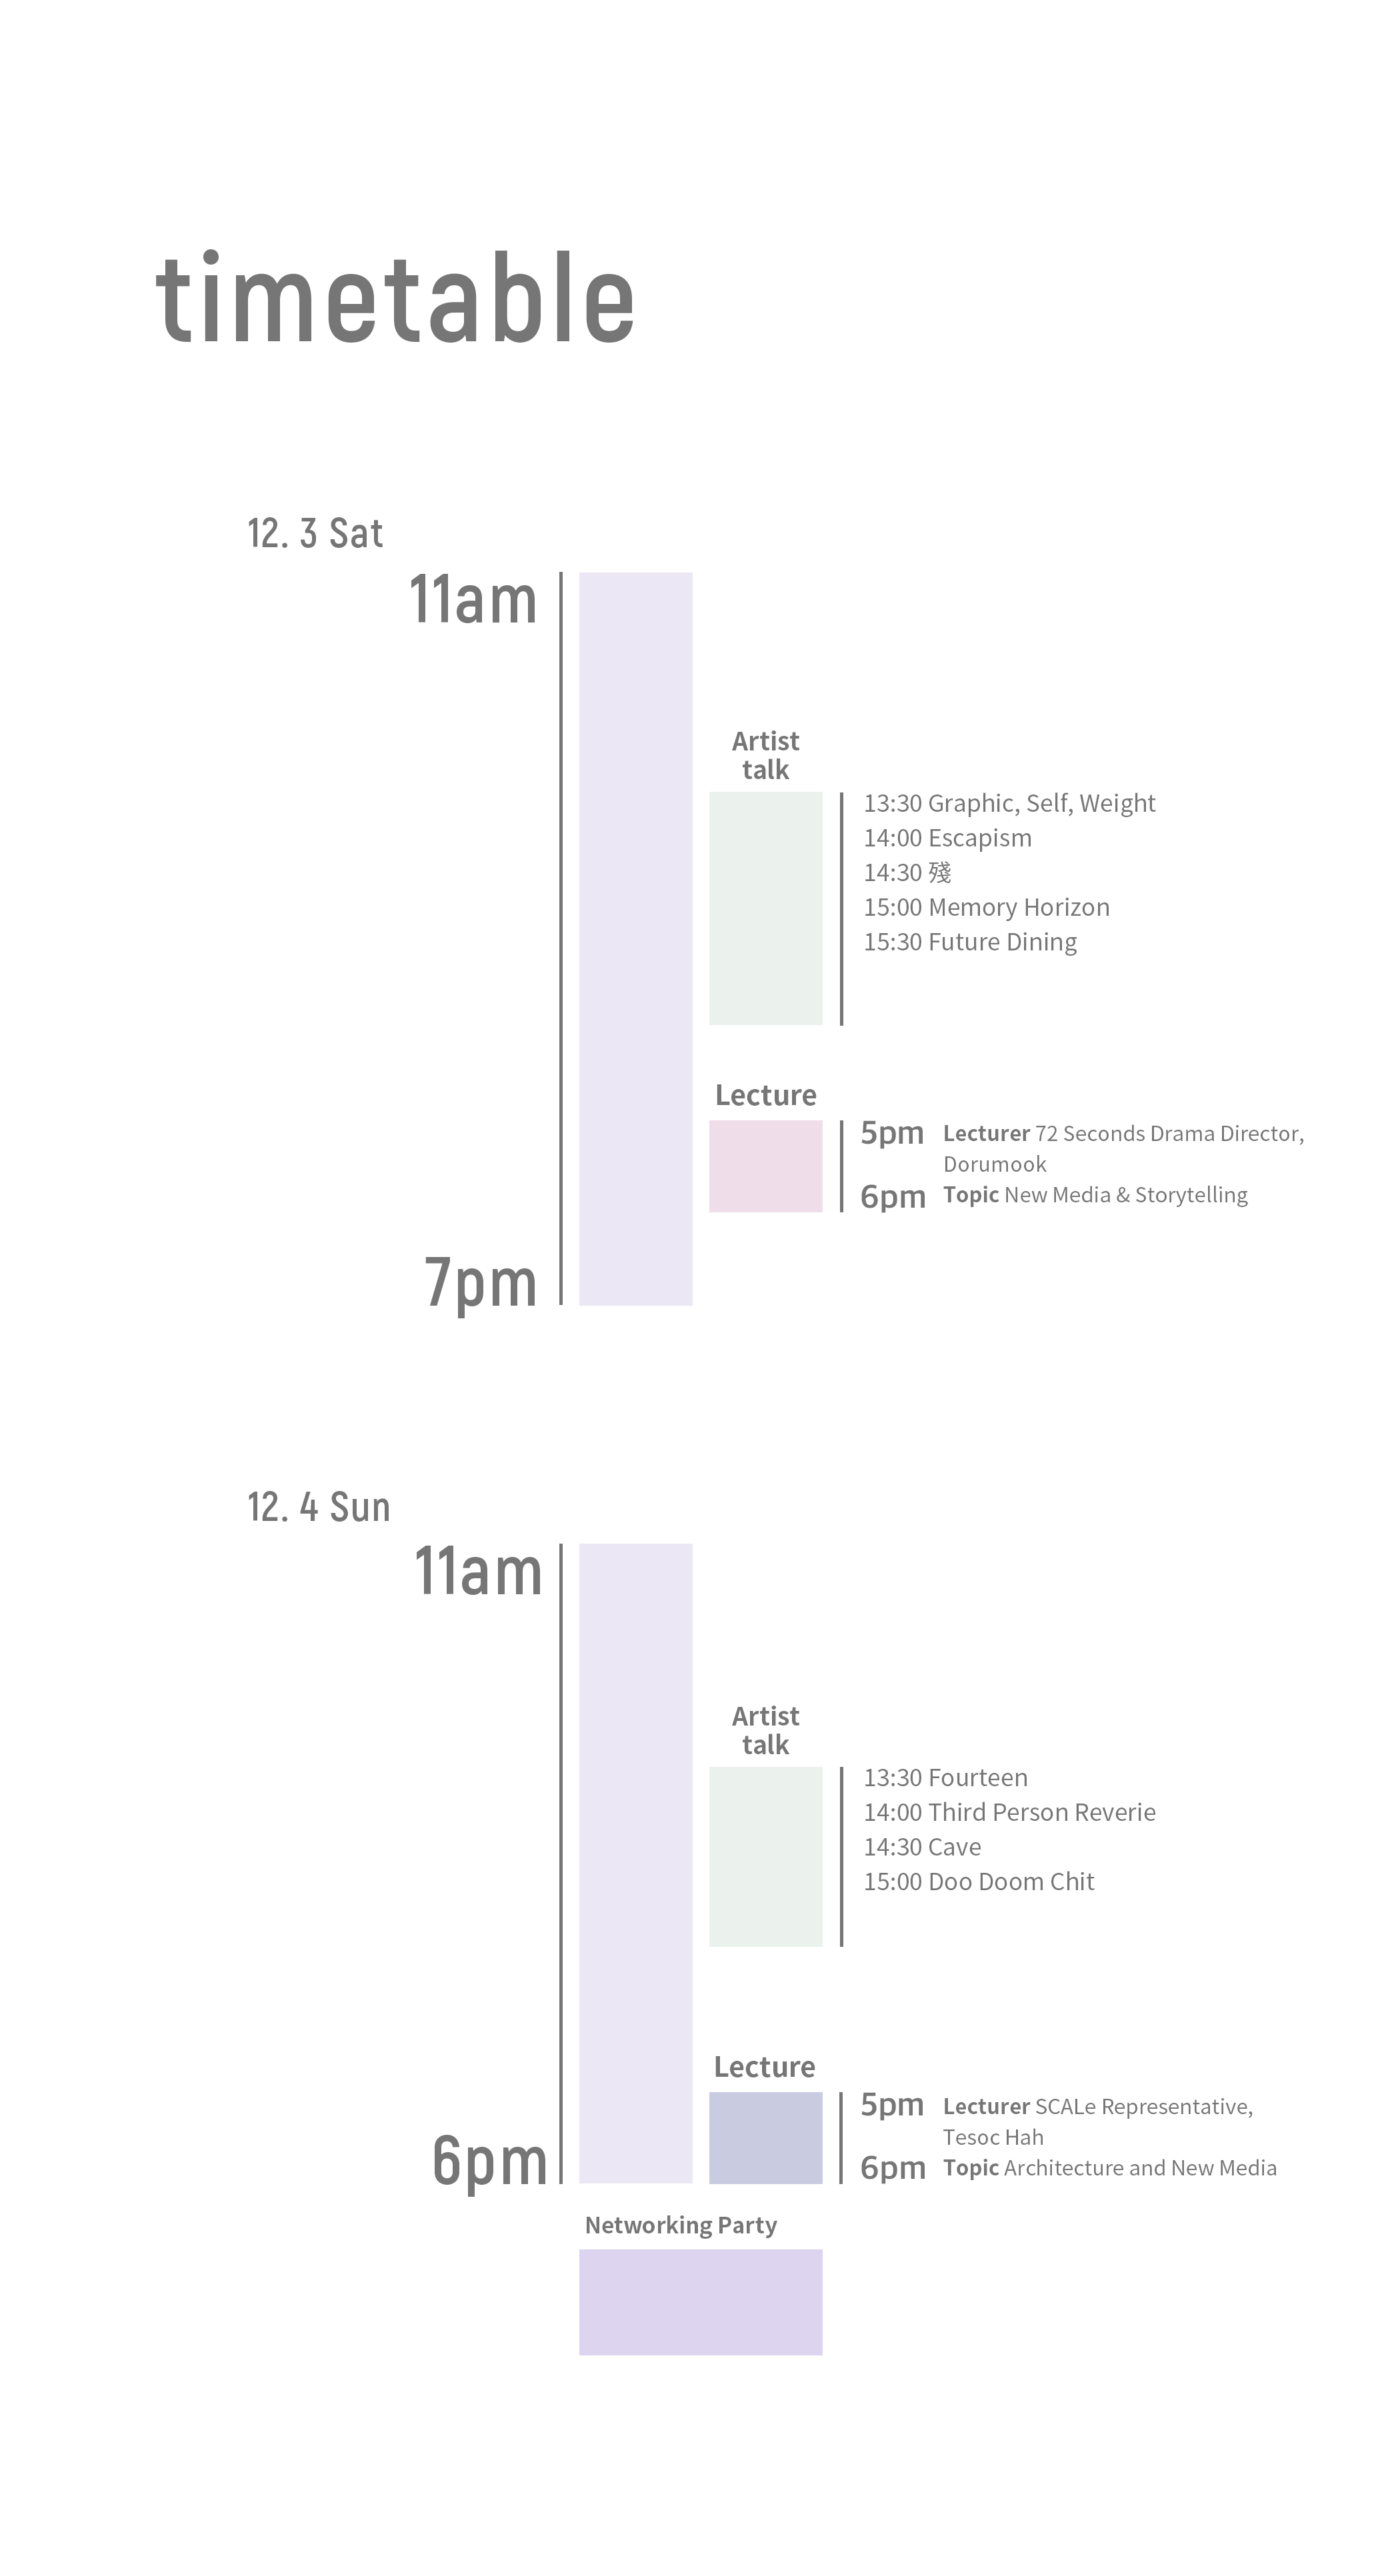 timetable
12. 3 Sat
11am
Artist
talk
13:30 Graphic, Self, Weight
14:00 Escapism
14:30 殘
15:00 Memory Horizon
15:30 Future Dining
Lecture
5pm
Lecturer 72 Seconds Drama Director,
Dorumook
6pm
Topic New Media & Storytelling
7pm
12. 4 Sun
11am
Artist
talk
13:30 Fourteen
14:00 Third Person Reverie
14:30 Cave
15:00 Doo Doom Chit
Lecture
5pm
Lecturer SCALe Representative,
Tesoc Hah
6pm
Topic Architecture and New Media
6pm
Networking Party